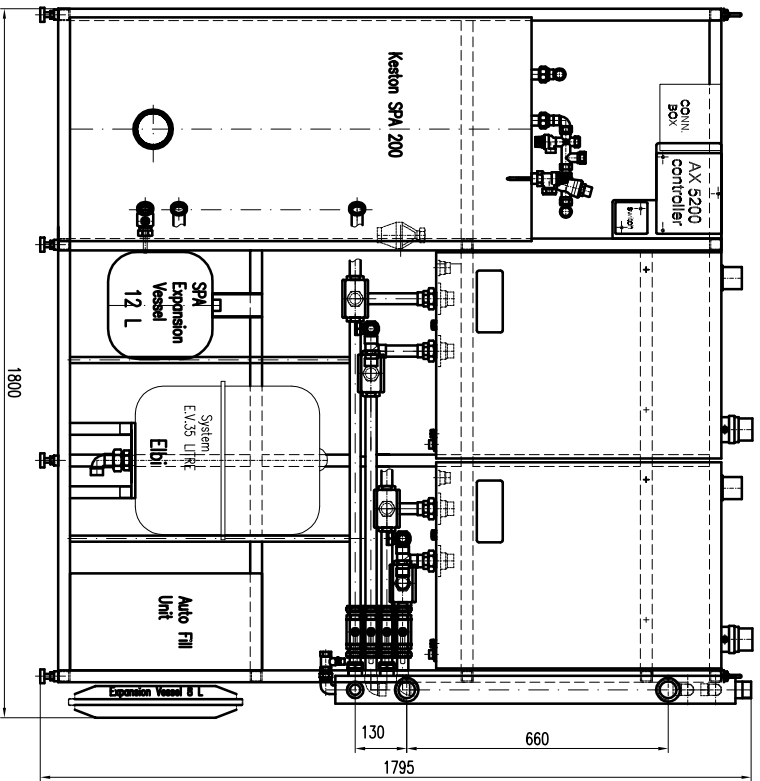 Keston SPA 200
CONN.
BOX
AX 5200
controller
switch
SPA
Expansion
Vessel
12 L
System
E.V.35 LITRE
Elbi
Auto Fill
Unit
Expansion Vessel 8 L
1800
130
660
1795